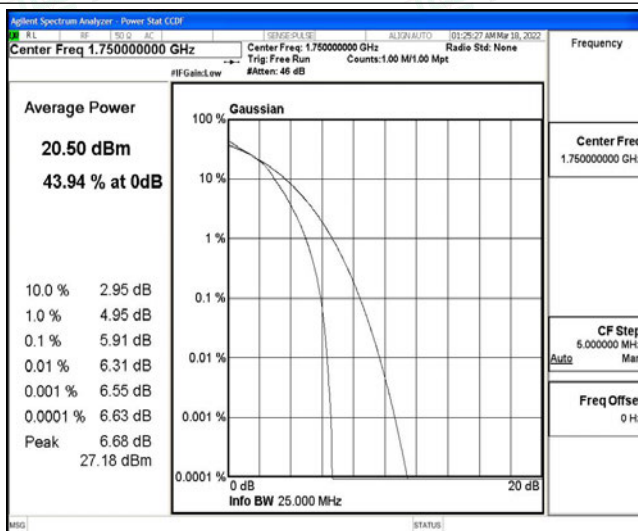 Agilent Spectrum Analyzer - Power Stat CCDF
RL RF 50 Ω AC SENSE:PULSE ALIGN AUTO 01:25:27 AM Mar 18, 2022
Center Freq 1.750000000 GHz
Center Freq: 1.750000000 GHz Radio Std: None
Trig: Free Run Counts:1.00 M/1.00 Mpt
#IFGain:Low #Atten: 46 dB
Average Power
20.50 dBm
43.94 % at 0dB
10.0 % 2.95 dB
1.0 % 4.95 dB
0.1 % 5.91 dB
0.01 % 6.31 dB
0.001 % 6.55 dB
0.0001 % 6.63 dB
Peak 6.68 dB
27.18 dBm
Gaussian
100 %
10 %
1 %
0.1 %
0.01 %
0.001 %
0.0001 %
0 dB 20 dB
Info BW 25.000 MHz
Frequency
Center Freq
1.750000000 GHz
CF Step
5.000000 MHz
Auto Man
Freq Offset
0 Hz
MSG STATUS